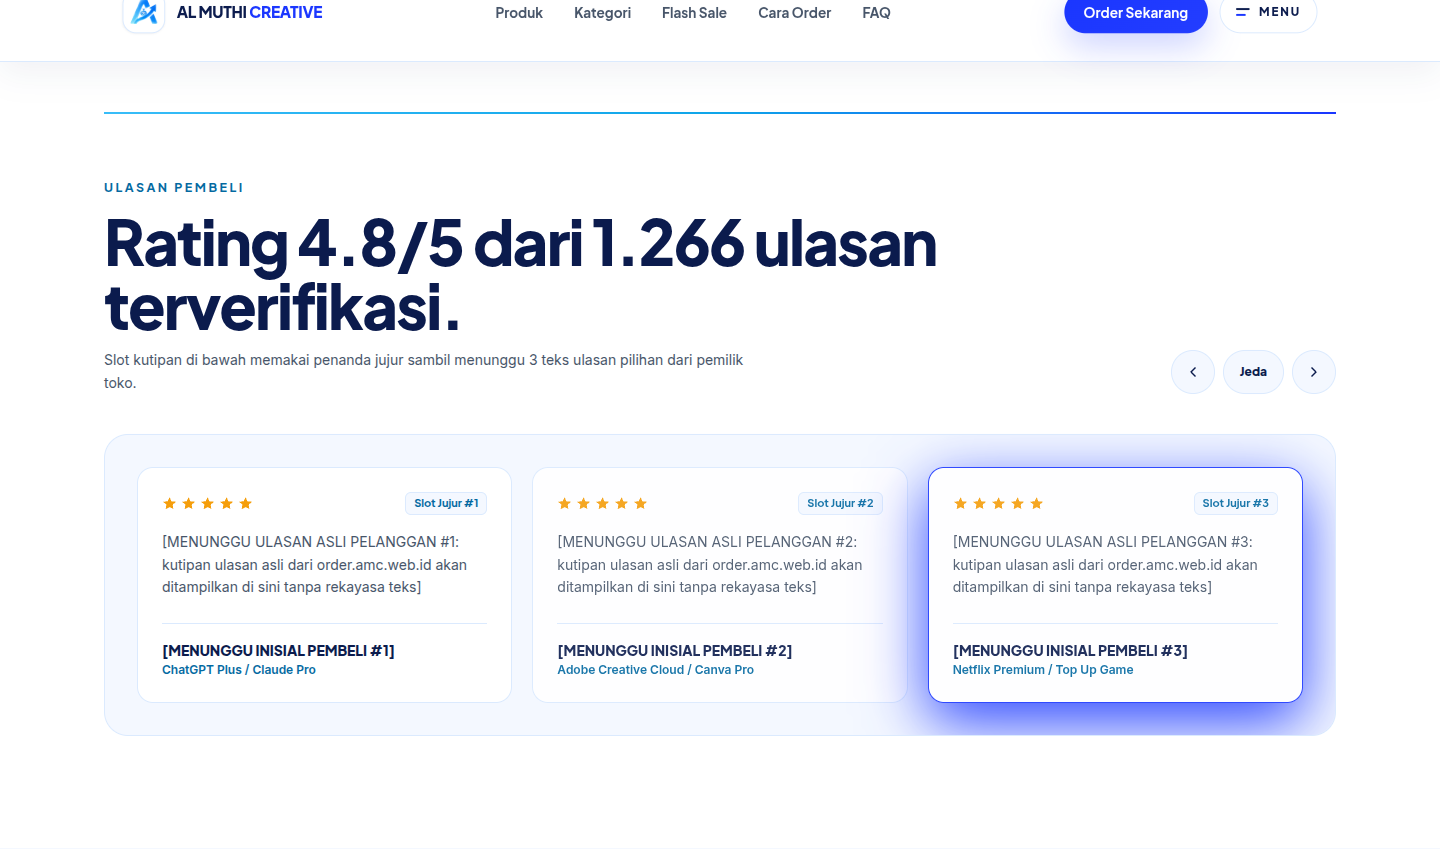 AL MUTHI CREATIVE
Produk
Kategori
Flash Sale
Cara Order
FAQ
Order Sekarang
MENU
ULASAN PEMBELI
Rating 4.8/5 dari 1.266 ulasan
terverifikasi.
Slot kutipan di bawah memakai penanda jujur sambil menunggu 3 teks ulasan pilihan dari pemilik
toko.
Jeda
Slot Jujur #1
[MENUNGGU ULASAN ASLI PELANGGAN #1:
kutipan ulasan asli dari order.amc.web.id akan
ditampilkan di sini tanpa rekayasa teks]
[MENUNGGU INISIAL PEMBELI #1]
ChatGPT Plus / Claude Pro
Slot Jujur #2
[MENUNGGU ULASAN ASLI PELANGGAN #2:
kutipan ulasan asli dari order.amc.web.id akan
ditampilkan di sini tanpa rekayasa teks]
[MENUNGGU INISIAL PEMBELI #2]
Adobe Creative Cloud / Canva Pro
Slot Jujur #3
[MENUNGGU ULASAN ASLI PELANGGAN #3:
kutipan ulasan asli dari order.amc.web.id akan
ditampilkan di sini tanpa rekayasa teks]
[MENUNGGU INISIAL PEMBELI #3]
Netflix Premium / Top Up Game